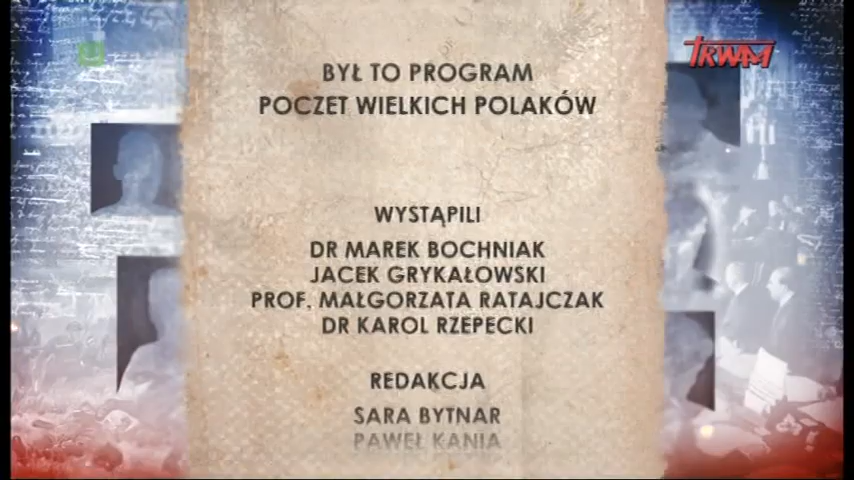 TRWAM
BYŁ TO PROGRAM
POCZET WIELKICH POLAKÓW
WYSTĄPILI
DR MAREK BOCHNIAK
JACEK GRYKAŁOWSKI
PROF. MAŁGORZATA RATAJCZAK
DR KAROL RZEPECKI
REDAKCJA
SARA BYTNAR
PAWEŁ KANIA